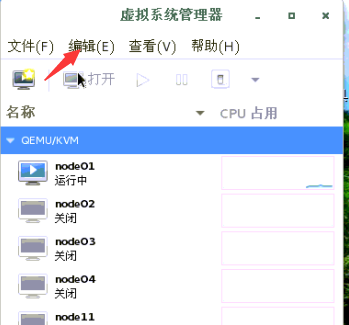 虚拟系统管理器
文件(F) 编辑(E) 查看(V) 帮助(H)
打开
名称 CPU 占用
QEMU/KVM
node01
运行中
node02
关闭
node03
关闭
node04
关闭
node11